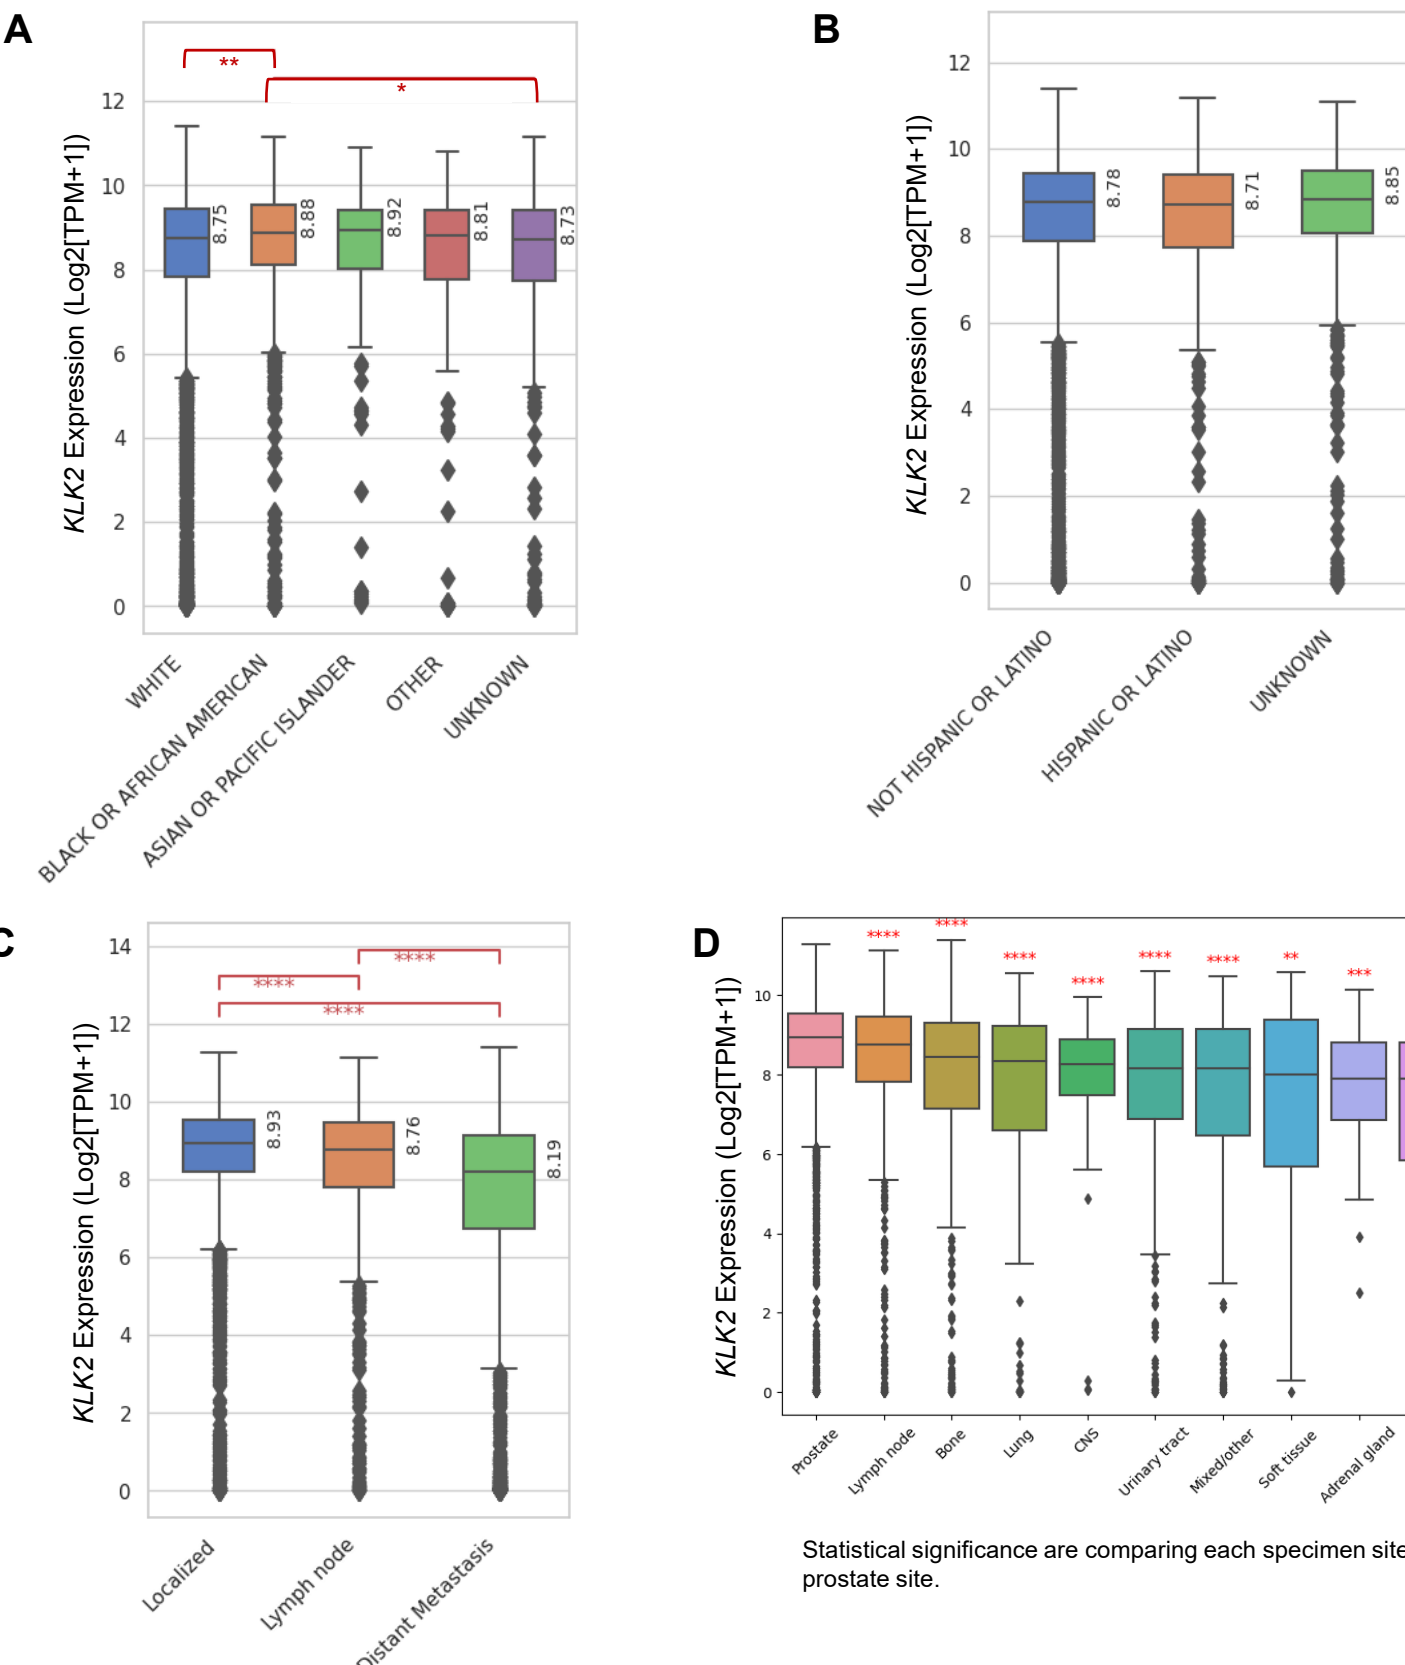 A
**
*
12
10
8
6
4
2
0
KLK2 Expression (Log2[TPM+1])
8.75
8.88
8.92
8.81
8.73
WHITE
BLACK OR AFRICAN AMERICAN
ASIAN OR PACIFIC ISLANDER
OTHER
UNKNOWN
B
12
10
8
6
4
2
0
KLK2 Expression (Log2[TPM+1])
8.78
8.71
8.85
NOT HISPANIC OR LATINO
HISPANIC OR LATINO
UNKNOWN
C
14
12
10
8
6
4
2
0
KLK2 Expression (Log2[TPM+1])
****
****
****
8.93
8.76
8.19
Localized
Lymph node
Distant Metastasis
D
10
8
6
4
2
0
KLK2 Expression (Log2[TPM+1])
****
****
****
****
****
****
**
***
Prostate
Lymph node
Bone
Lung
CNS
Urinary tract
Mixed/other
Soft tissue
Adrenal gland
Statistical significance are comparing each specimen site
prostate site.